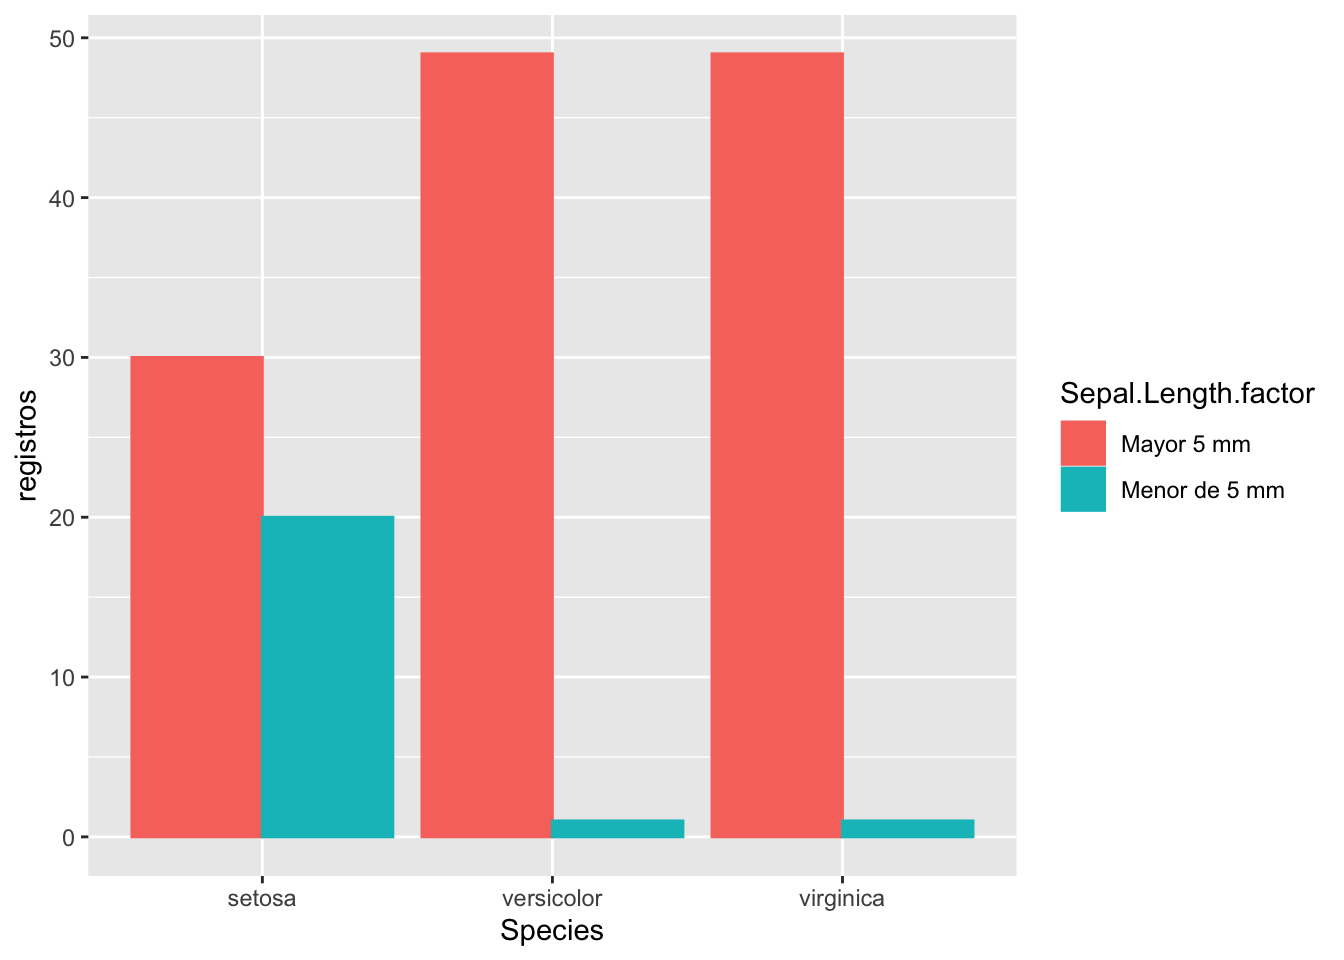 50
40
30
20
10
0
registros
setosa
versicolor
virginica
Species
Sepal.Length.factor
Mayor 5 mm
Menor de 5 mm